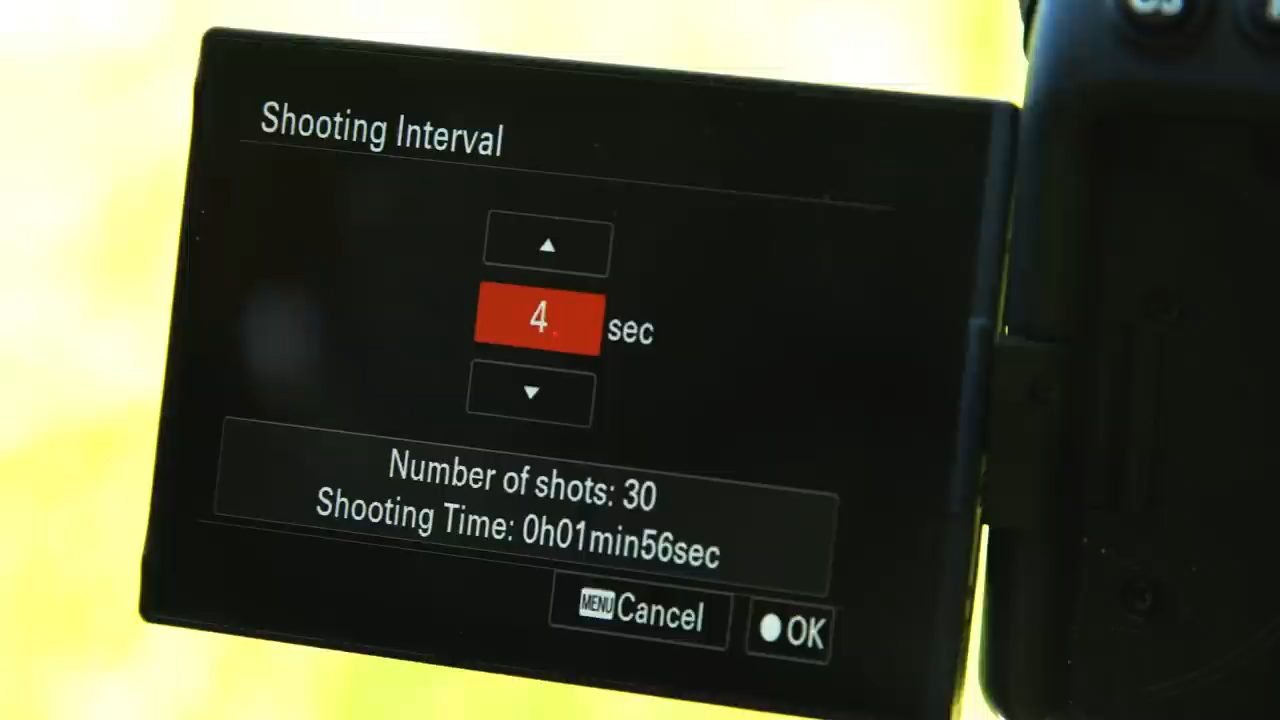 Shooting Interval
4 sec
Number of shots: 30
Shooting Time: 0h01min56sec
MENU Cancel
OK